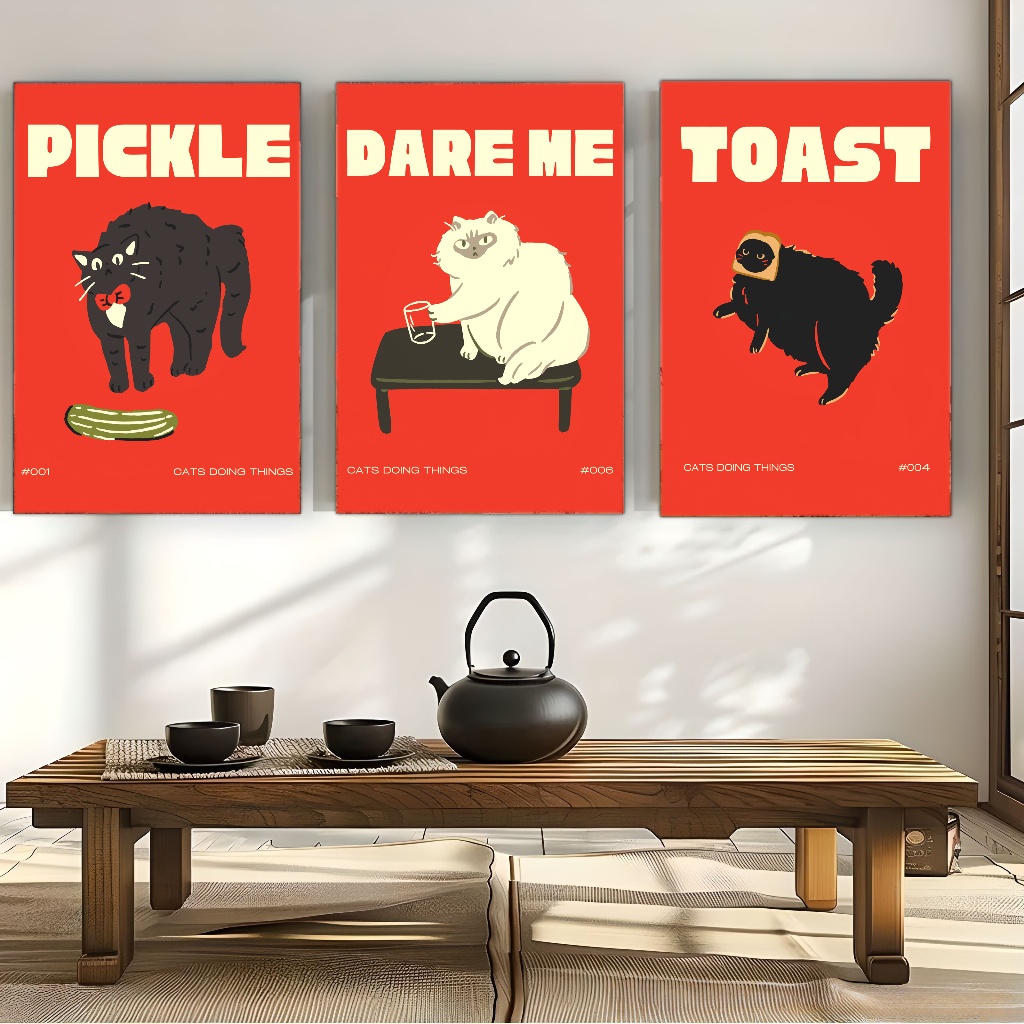 PICKLE
#001 CATS DOING THINGS
DARE ME
CATS DOING THINGS #006
TOAST
CATS DOING THINGS #004